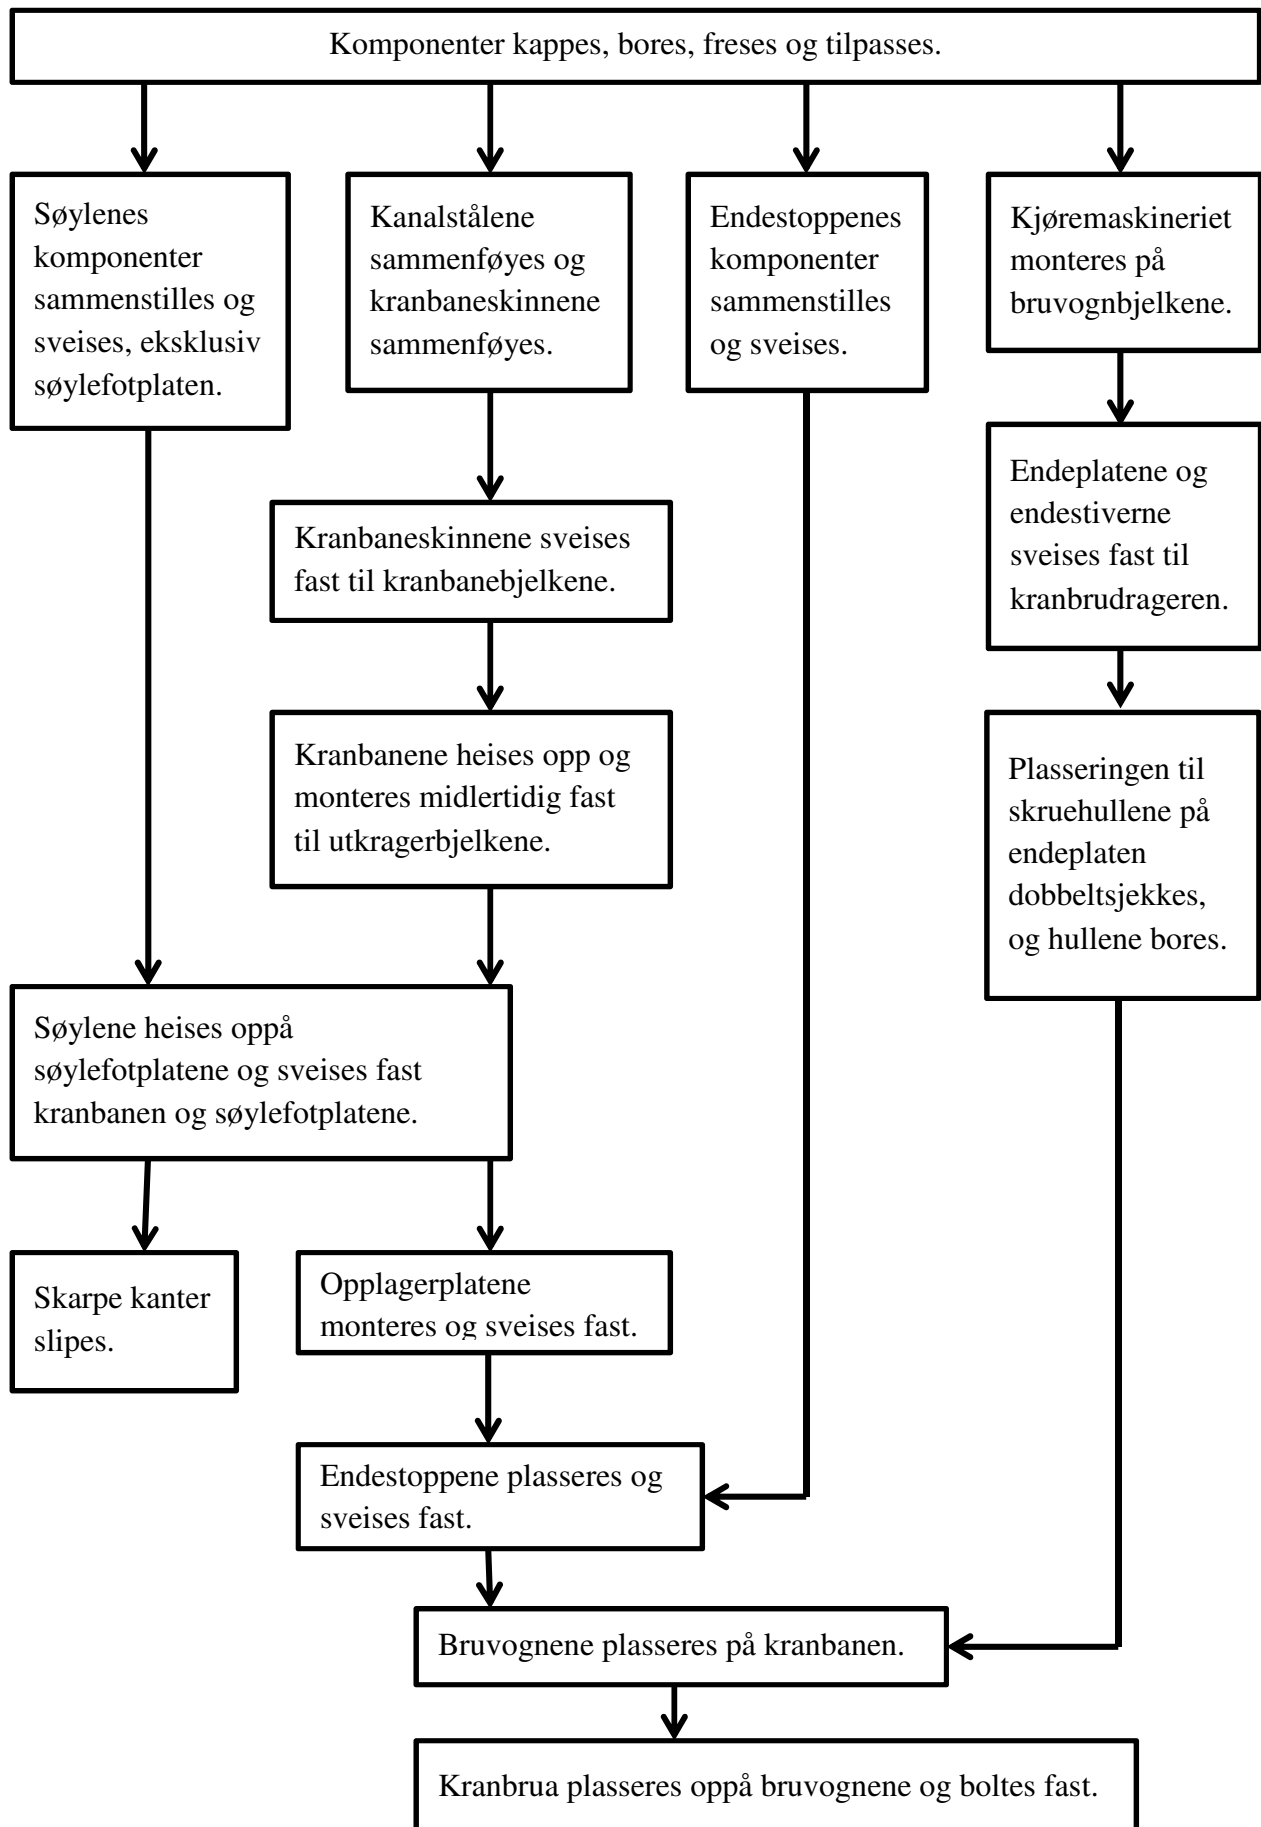 Komponenter kappes, bores, freses og tilpasses.
Søylenes
komponenter
sammenstilles og
sveises, eksklusiv
søylefotplaten.
Kanalstålene
sammenføyes og
kranbaneskinnene
sammenføyes.
Endestoppenes
komponenter
sammenstilles
og sveises.
Kjøremaskineriet
monteres på
bruvognbjelkene.
Endeplatene og
endestiverne
sveises fast til
kranbrudrageren.
Kranbaneskinnene sveises
fast til kranbanebjelkene.
Kranbanene heises opp og
monteres midlertidig fast
til utkragerbjelkene.
Plasseringen til
skruehullene på
endeplaten
dobbeltsjekkes,
og hullene bores.
Søylene heises oppå
søylefotplatene og sveises fast
kranbanen og søylefotplatene.
Skarpe kanter
slipes.
Opplagerplatene
monteres og sveises fast.
Endestoppene plasseres og
sveises fast.
Bruvognene plasseres på kranbanen.
Kranbrua plasseres oppå bruvognene og boltes fast.